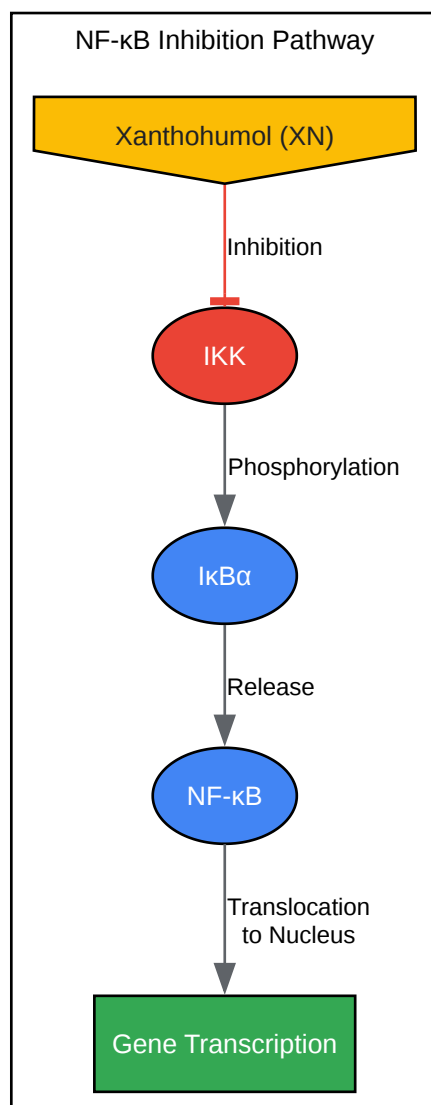 NF-κB Inhibition Pathway
Xanthohumol (XN)
Inhibition
IKK
Phosphorylation
IκBα
Release
NF-κB
Translocation
to Nucleus
Gene Transcription